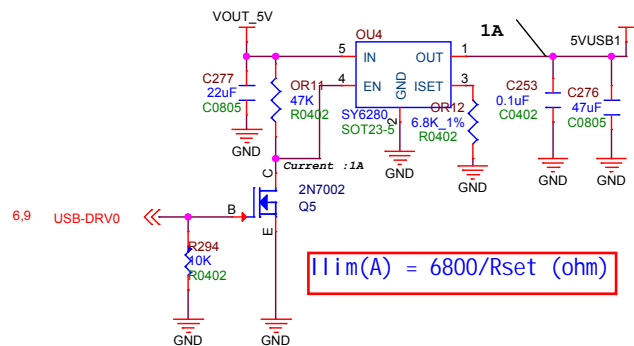 VOUT_5V
OU4
1A
5VUSB1
5 IN OUT 1
4 EN ISET 3
GND
2
C277
22uF
C0805
OR11
47K
R0402
SY6280
SOT23-5
OR12
6.8K_1%
R0402
C253
0.1uF
C0402
C276
47uF
C0805
GND
GND
GND
GND
GND
C
Current :1A
2N7002
Q5
6,9 USB-DRV0
B
E
R294
10K
R0402
Ilim(A) = 6800/Rset (ohm)
GND
GND